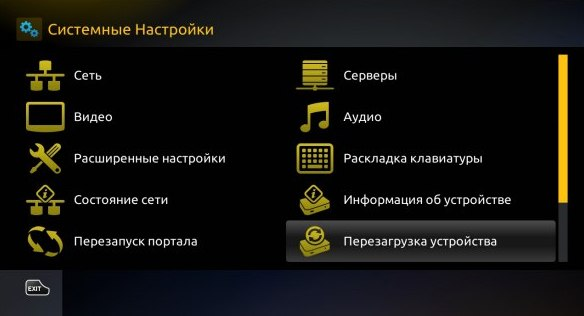 Системные Настройки
Сеть
Серверы
Видео
Аудио
Расширенные настройки
Раскладка клавиатуры
Состояние сети
Информация об устройстве
Перезапуск портала
Перезагрузка устройства
EXIT